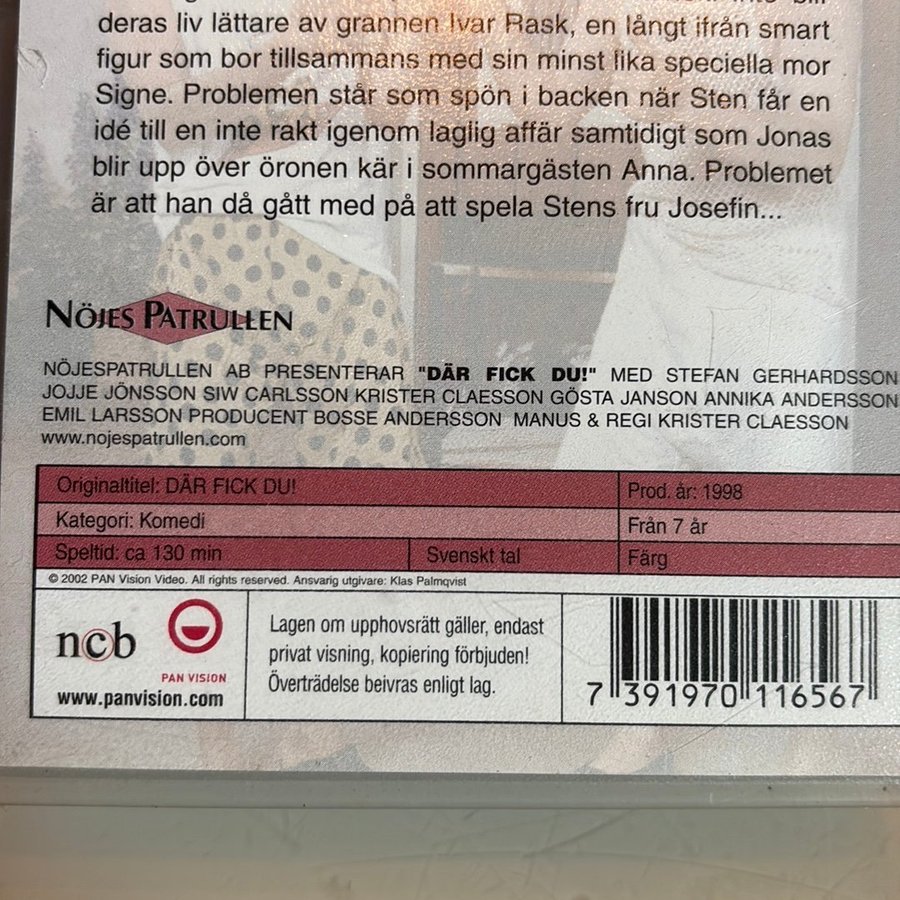 deras liv lättare av grannen Ivar Rask, en långt ifrån smart
figur som bor tillsammans med sin minst lika speciella mor
Signe. Problemen står som spön i backen när Sten får en
idé till en inte rakt igenom laglig affär samtidigt som Jonas
blir upp över öronen kär i sommargästen Anna. Problemet
är att han då gått med på att spela Stens fru Josefin...
NÖJES PATRULLEN
NÖJESPATRULLEN AB PRESENTERAR "DÄR FICK DU!" MED STEFAN GERHARDSSON
JOJJE JÖNSSON SIW CARLSSON KRISTER CLAESSON GÖSTA JANSON ANNIKA ANDERSSON
EMIL LARSSON PRODUCENT BOSSE ANDERSSON MANUS & REGI KRISTER CLAESSON
www.nojespatrullen.com
Originaltitel: DÄR FICK DU! Prod. år: 1998
Kategori: Komedi Från 7 år
Speltid: ca 130 min Svenskt tal Färg
© 2002 PAN Vision Video. All rights reserved. Ansvarig utgivare: Klas Palmqvist
ncb
PAN VISION
www.panvision.com
Lagen om upphovsrätt gäller, endast
privat visning, kopiering förbjuden!
Överträdelse beivras enligt lag.
7 391970 116567